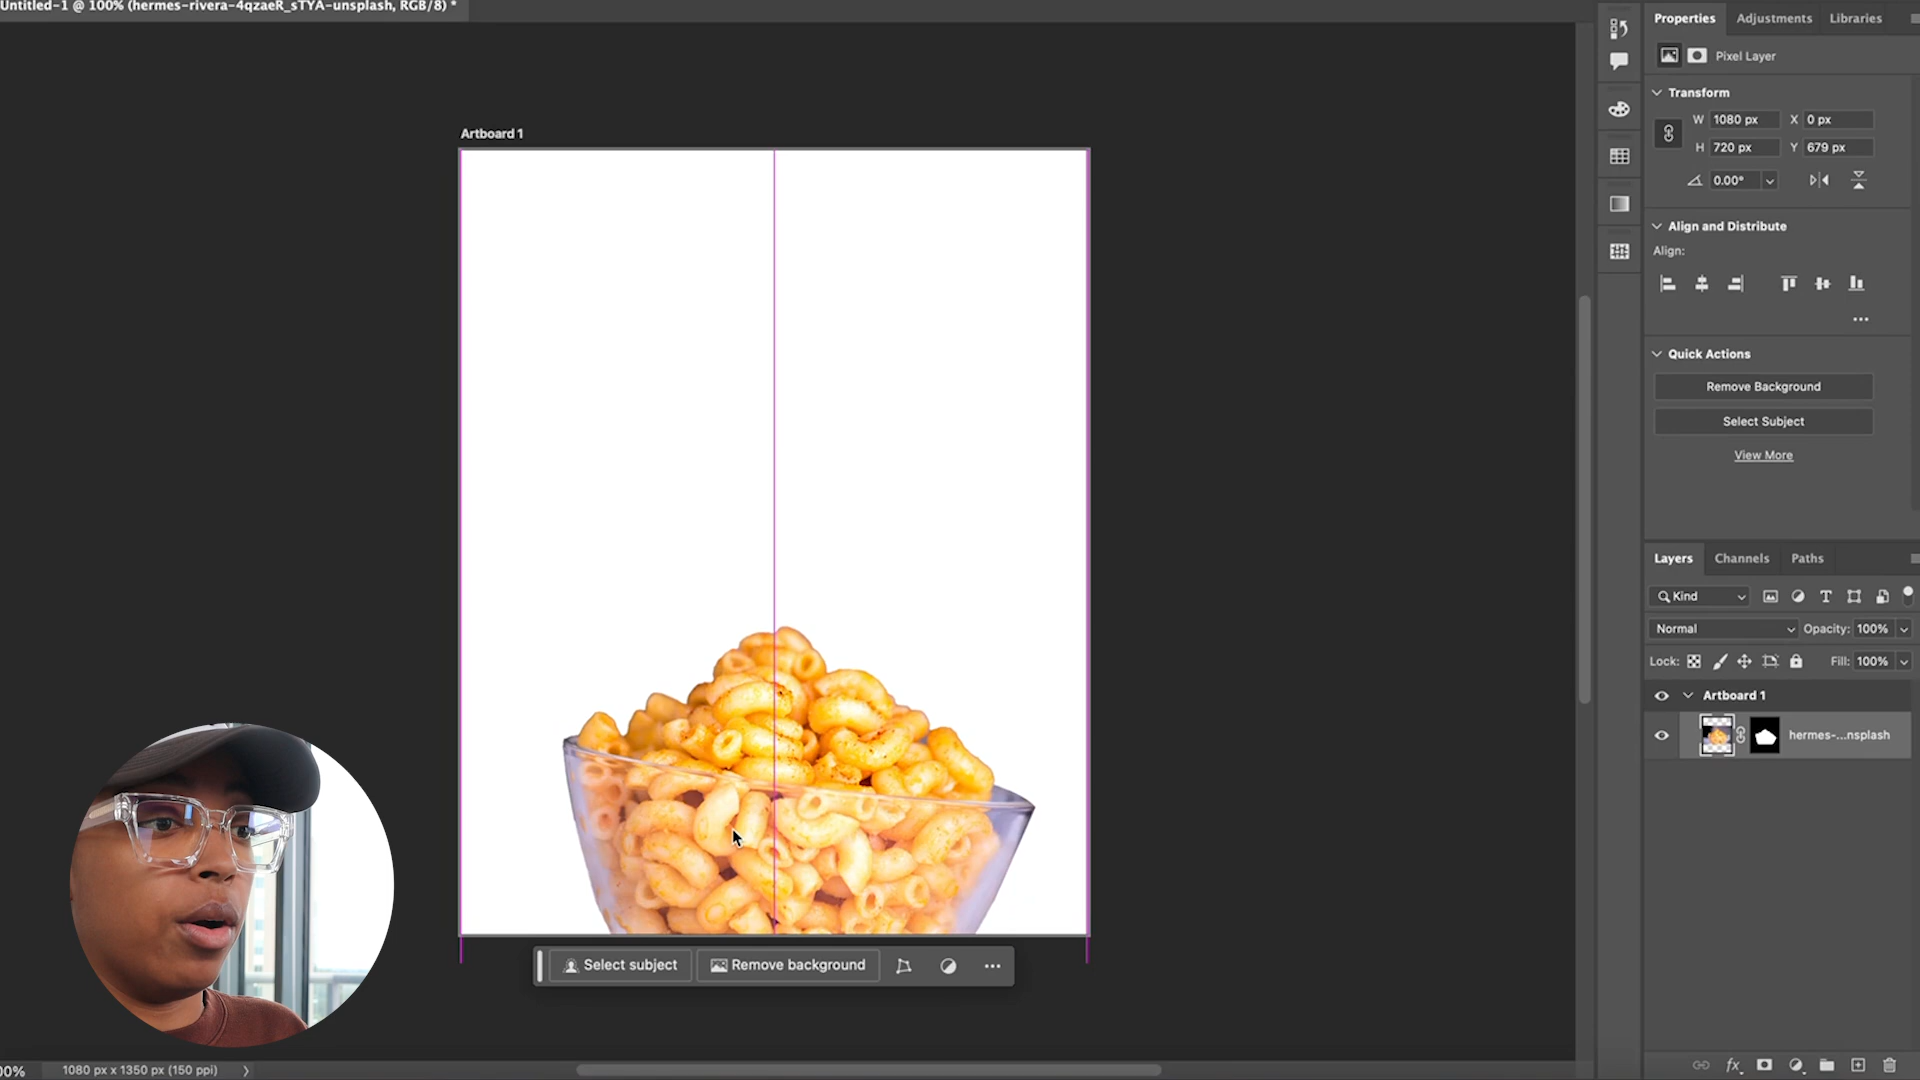 Untitled-1 @ 100% (hermes-rivera-4qzaeR_sTYA-unsplash, RGB/8) *
Properties Adjustments Libraries
Pixel Layer
Transform
W 1080 px X 0 px
H 720 px Y 679 px
0.00°
Align and Distribute
Align:
Quick Actions
Remove Background
Select Subject
View More
Artboard 1
Select subject Remove background
Layers Channels Paths
Kind
Normal Opacity: 100%
Lock: Fill: 100%
Artboard 1
hermes-...nsplash
00% 1080 px x 1350 px (150 ppi)